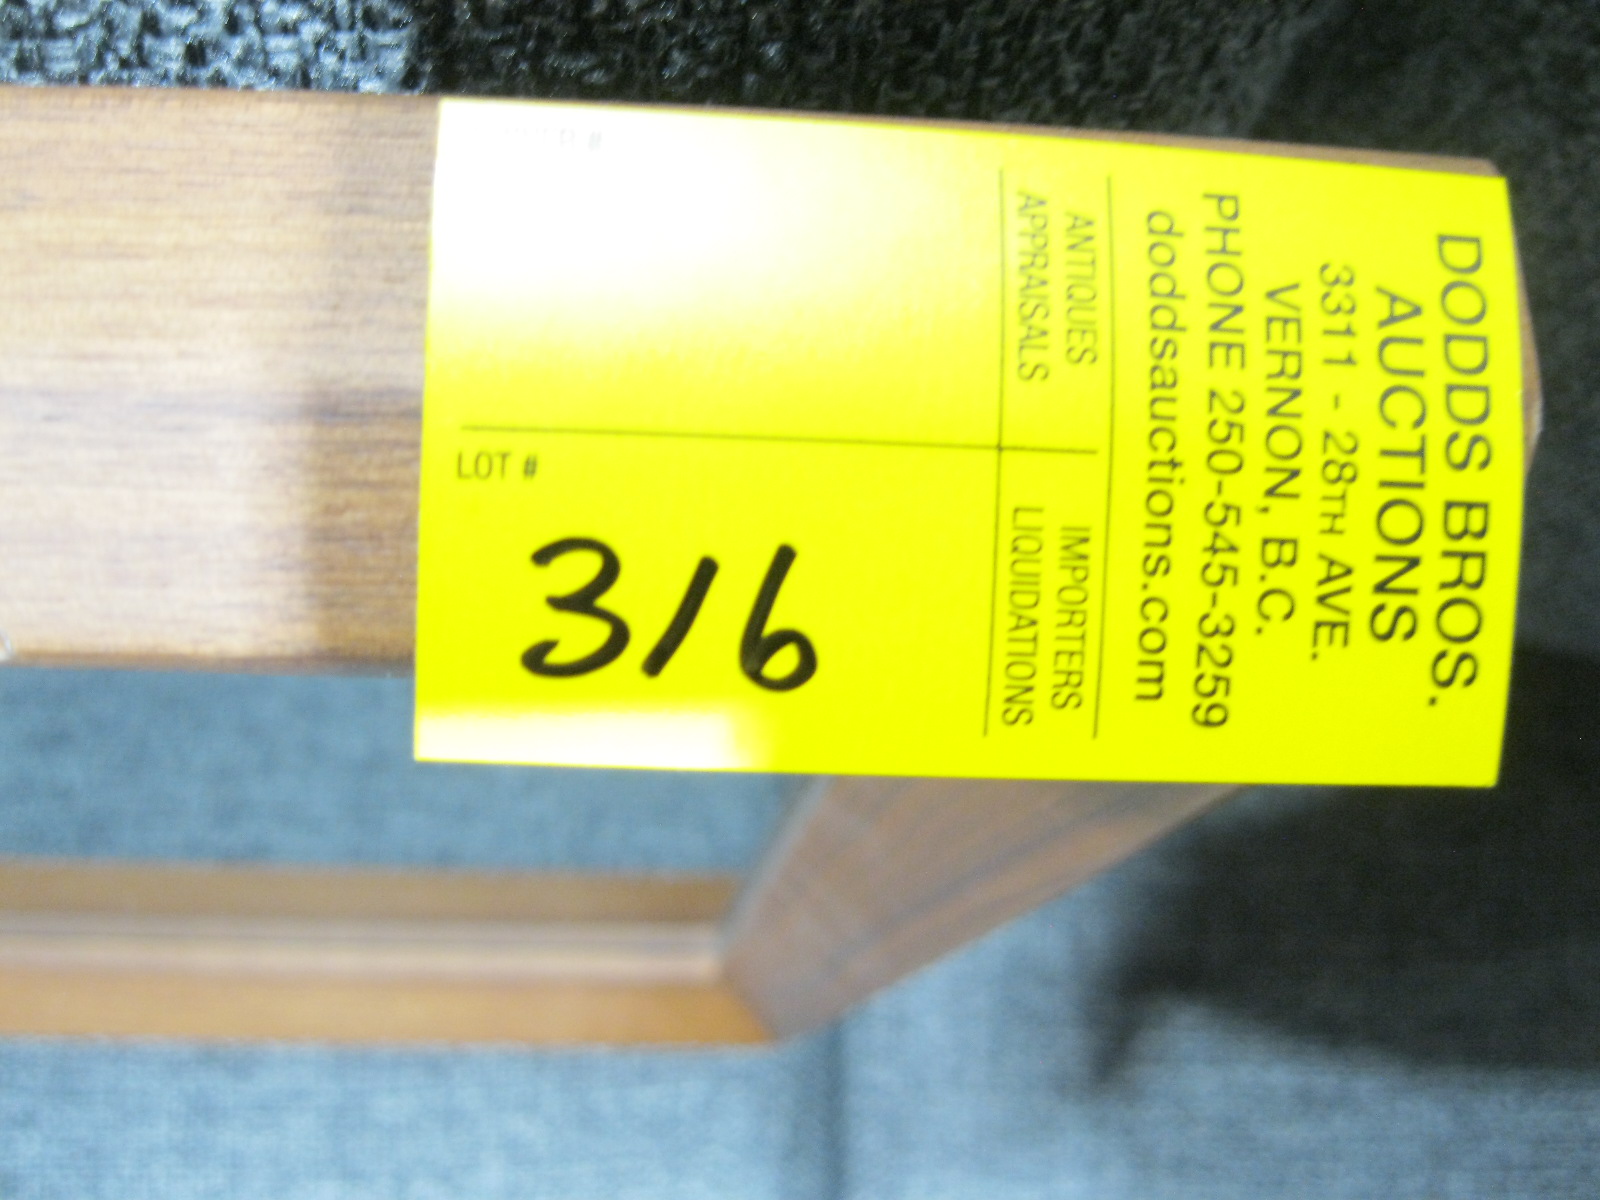 DODDS BROS.
AUCTIONS
3311 - 28TH AVE.
VERNON, B.C.
PHONE 250-545-3259
doddsauctions.com
ANTIQUES
APPRAISALS
IMPORTERS
LIQUIDATIONS
#
LOT #
316